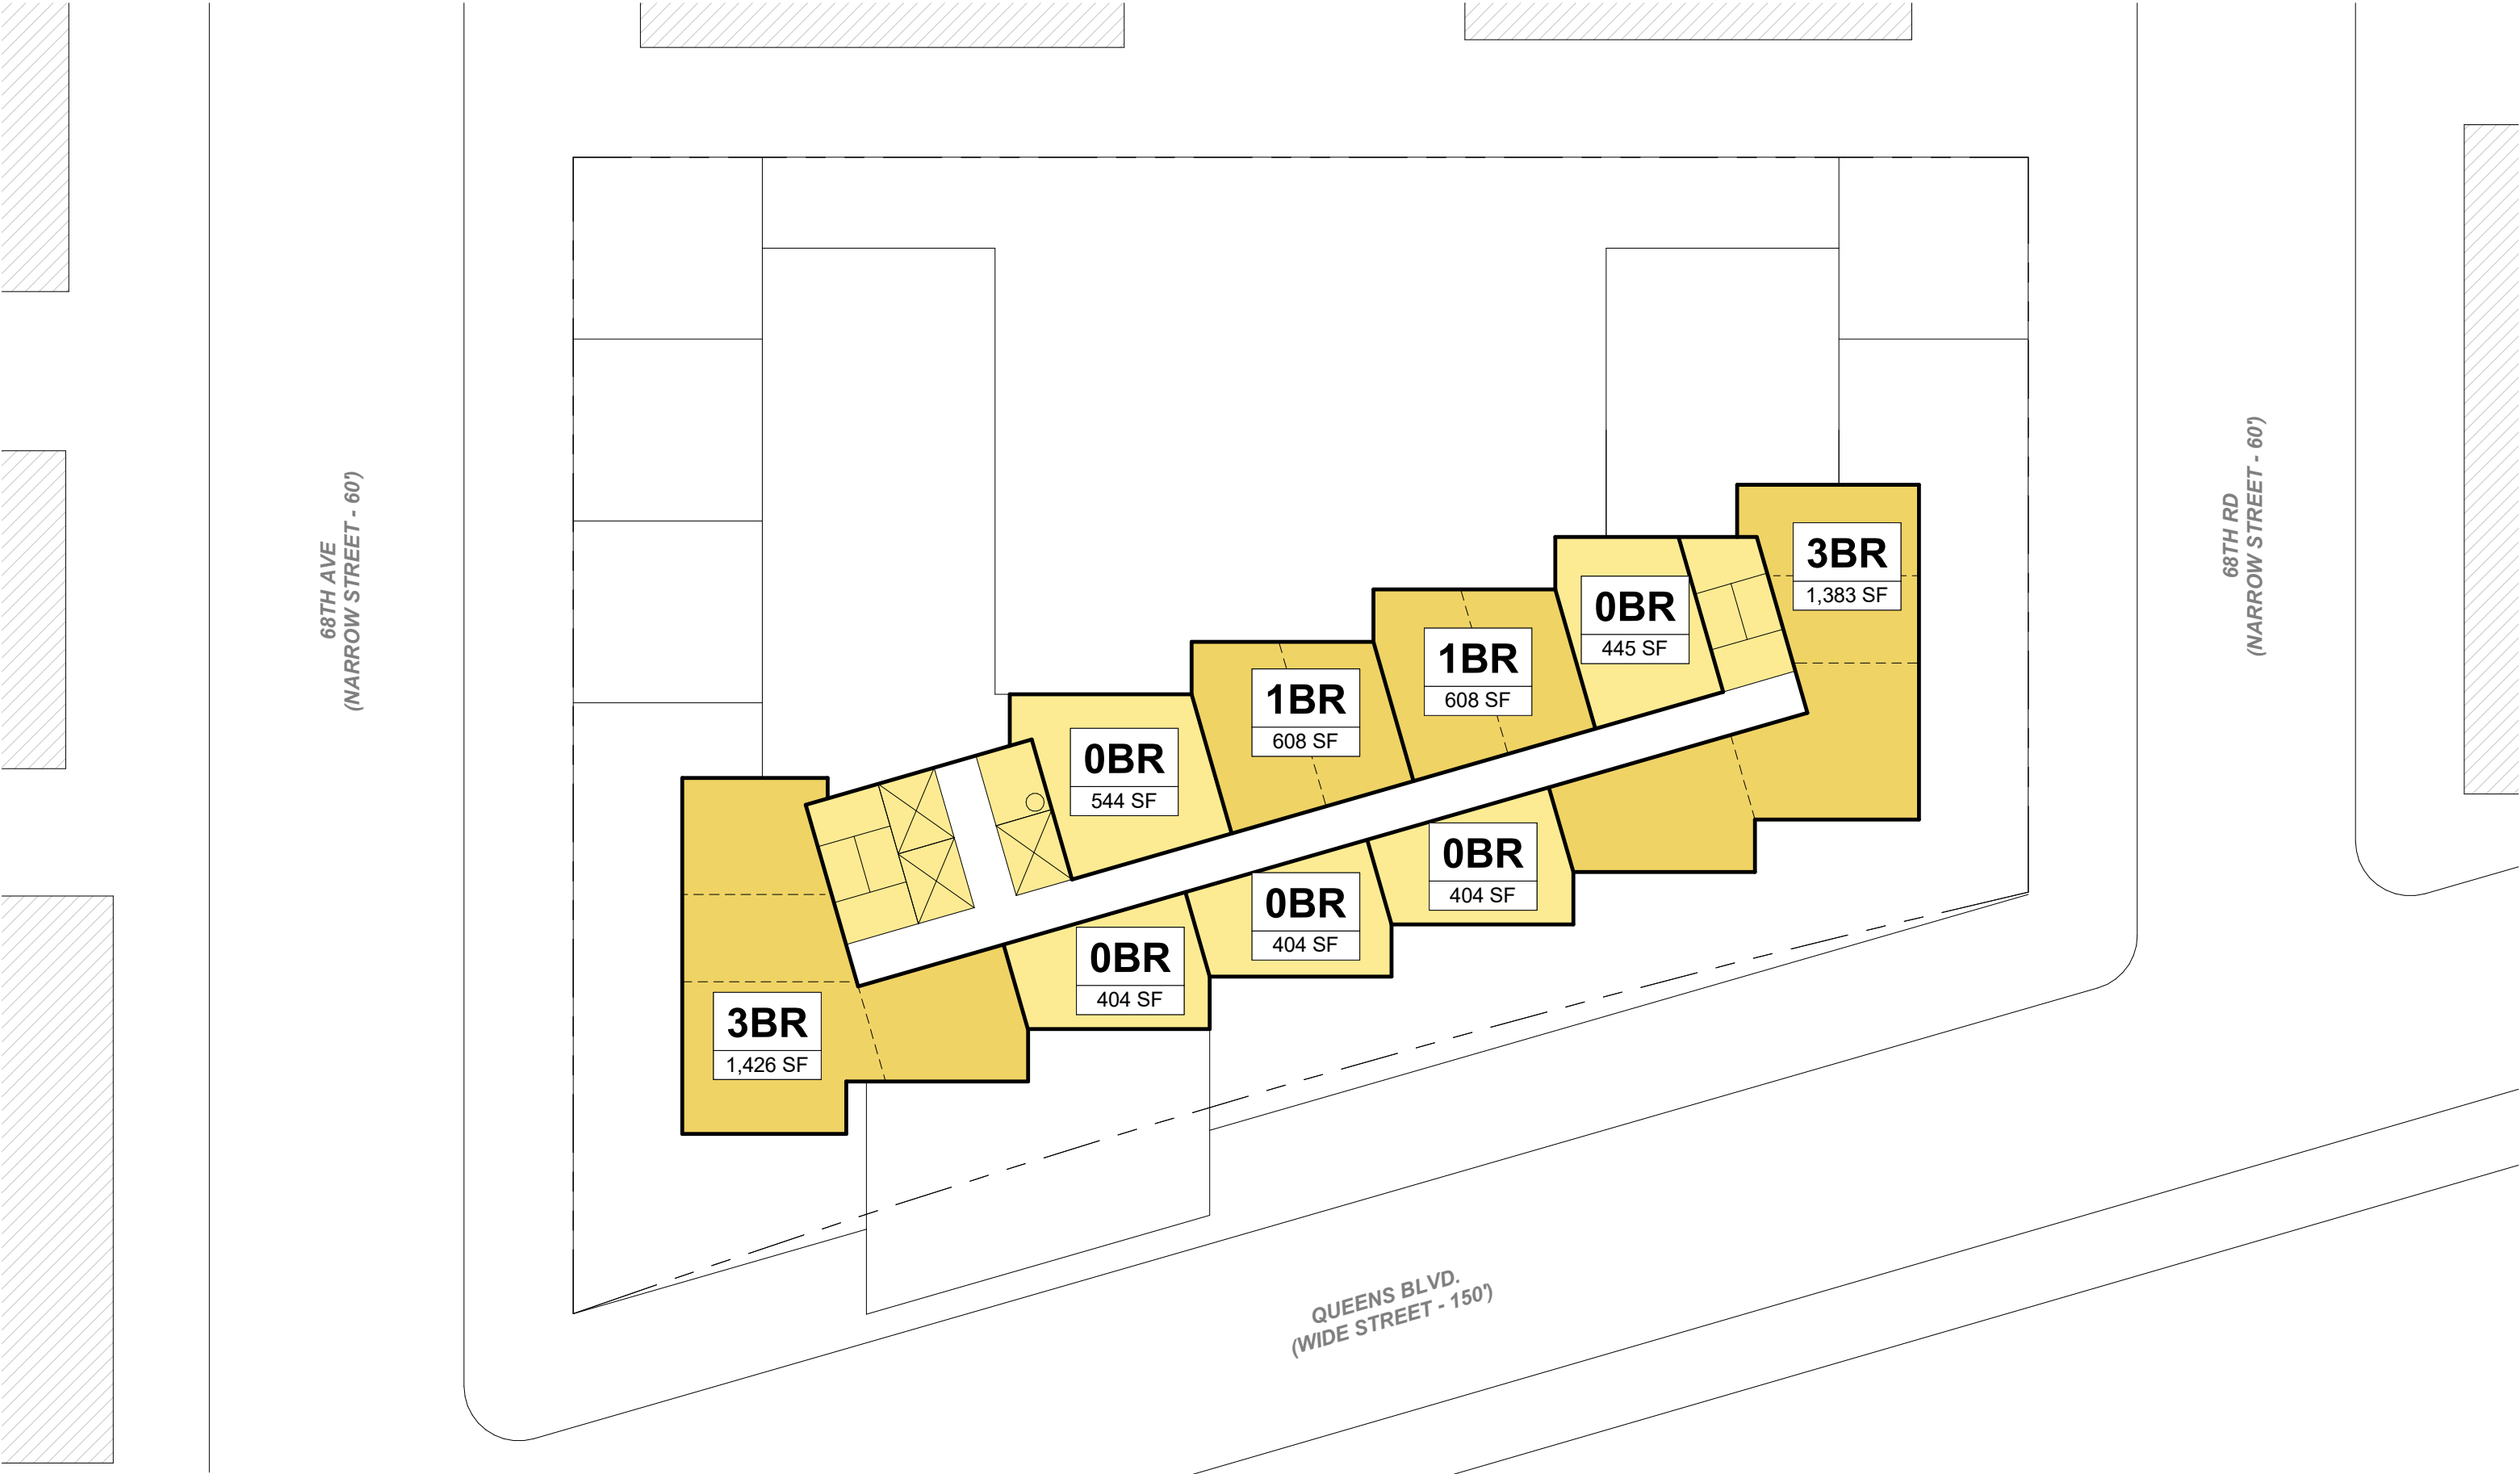 68TH AVE
(NARROW STREET - 60')
68TH RD
(NARROW STREET - 60')
3BR
1,383 SF
0BR
445 SF
1BR
608 SF
1BR
608 SF
0BR
544 SF
0BR
404 SF
0BR
404 SF
0BR
404 SF
3BR
1,426 SF
QUEENS BLVD.
(WIDE STREET - 150')